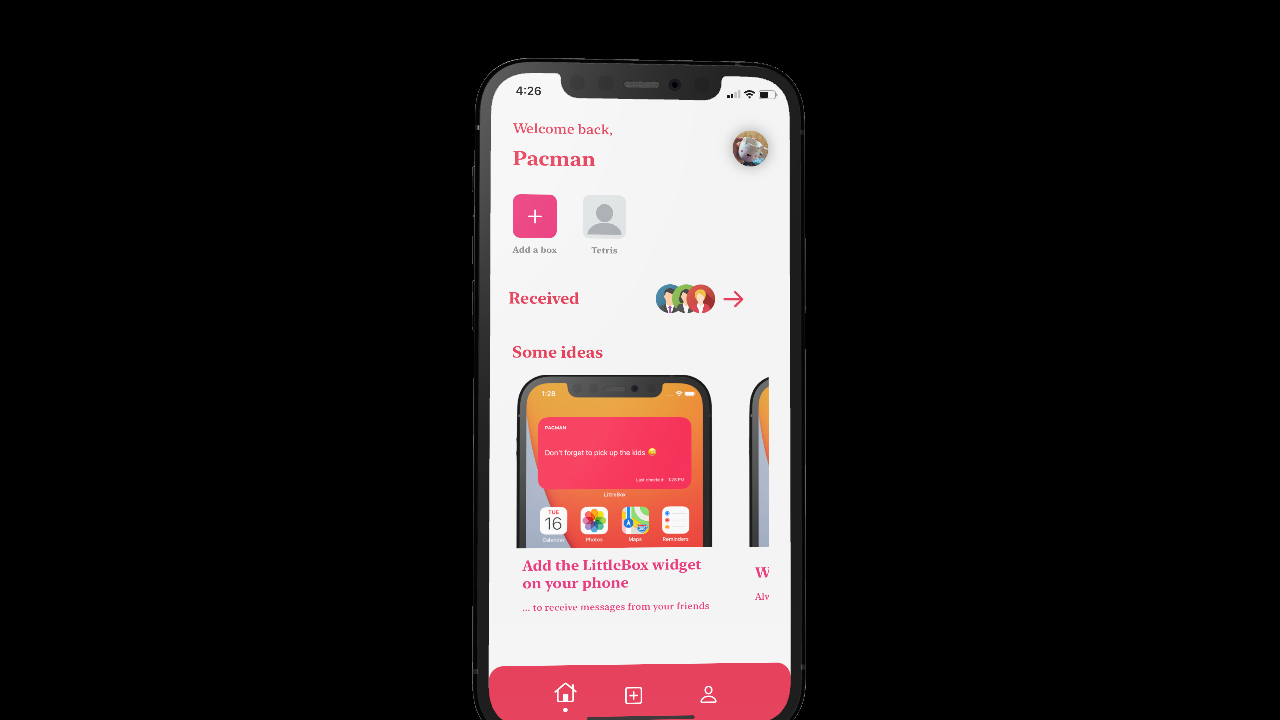 4:26
Welcome back,
Pacman
Add a box
Tetris
Received
Some ideas
1:28
PACMAN
Don't forget to pick up the kids
Last checked 1:28 PM
LittleBox
TUE
16
Calendar
Photos
Maps
Reminders
Add the LittleBox widget
on your phone
... to receive messages from your friends
W
Alv